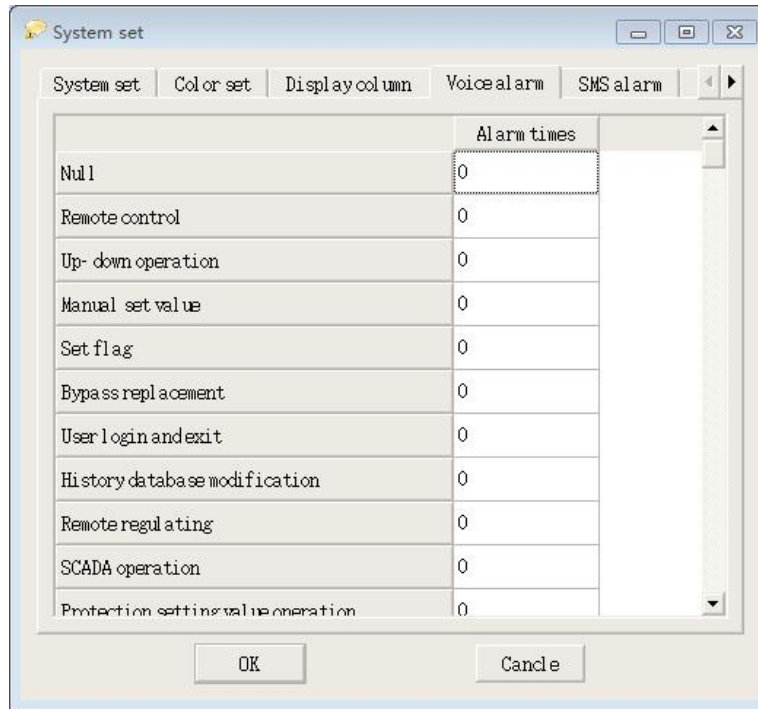 System set
System set Color set Display column Voice alarm SMS alarm
Alarm times
Null 0
Remote control 0
Up- down operation 0
Manual set value 0
Set flag 0
Bypass replacement 0
User login and exit 0
History database modification 0
Remote regulating 0
SCADA operation 0
Protection setting value operation 0
OK Cancle